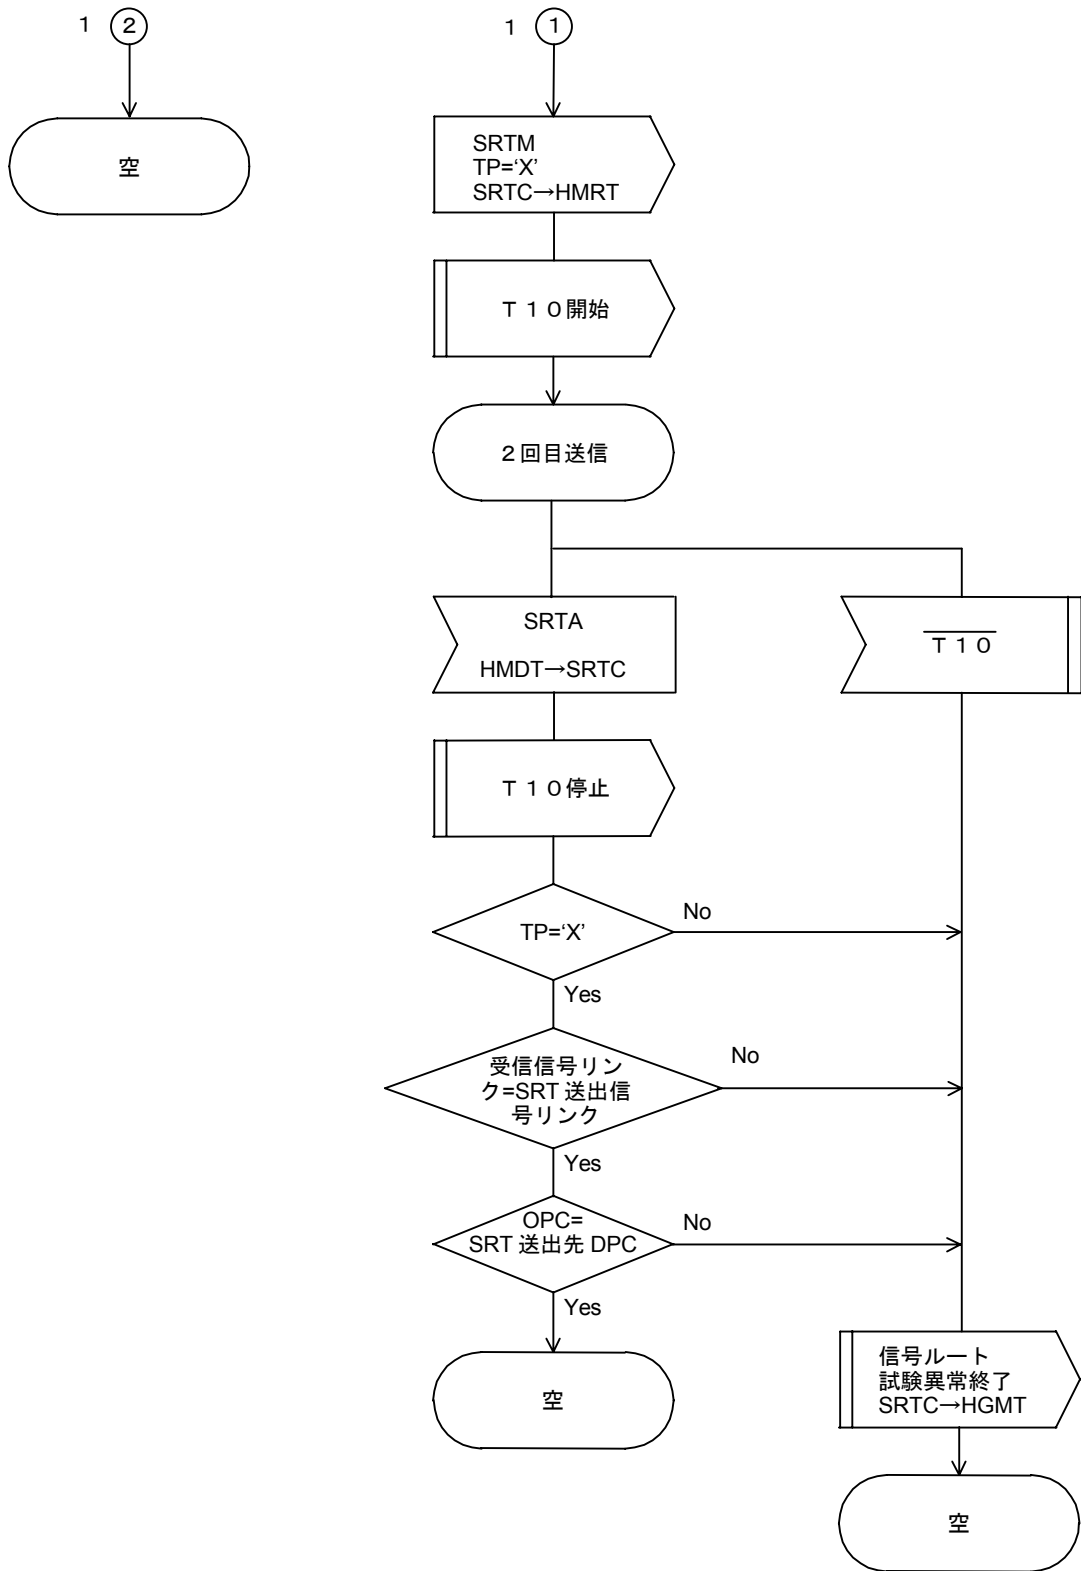 1 ②
空
1 ①
SRTM
TP=‘X’
SRTC→HMRT
Ｔ１０開始
２回目送信
SRTA
HMDT→SRTC
Ｔ１０
Ｔ１０停止
TP=‘X’
No
Yes
受信信号リン
ク=SRT 送出信
号リンク
No
Yes
OPC=
SRT 送出先 DPC
No
Yes
空
信号ルート
試験異常終了
SRTC→HGMT
空